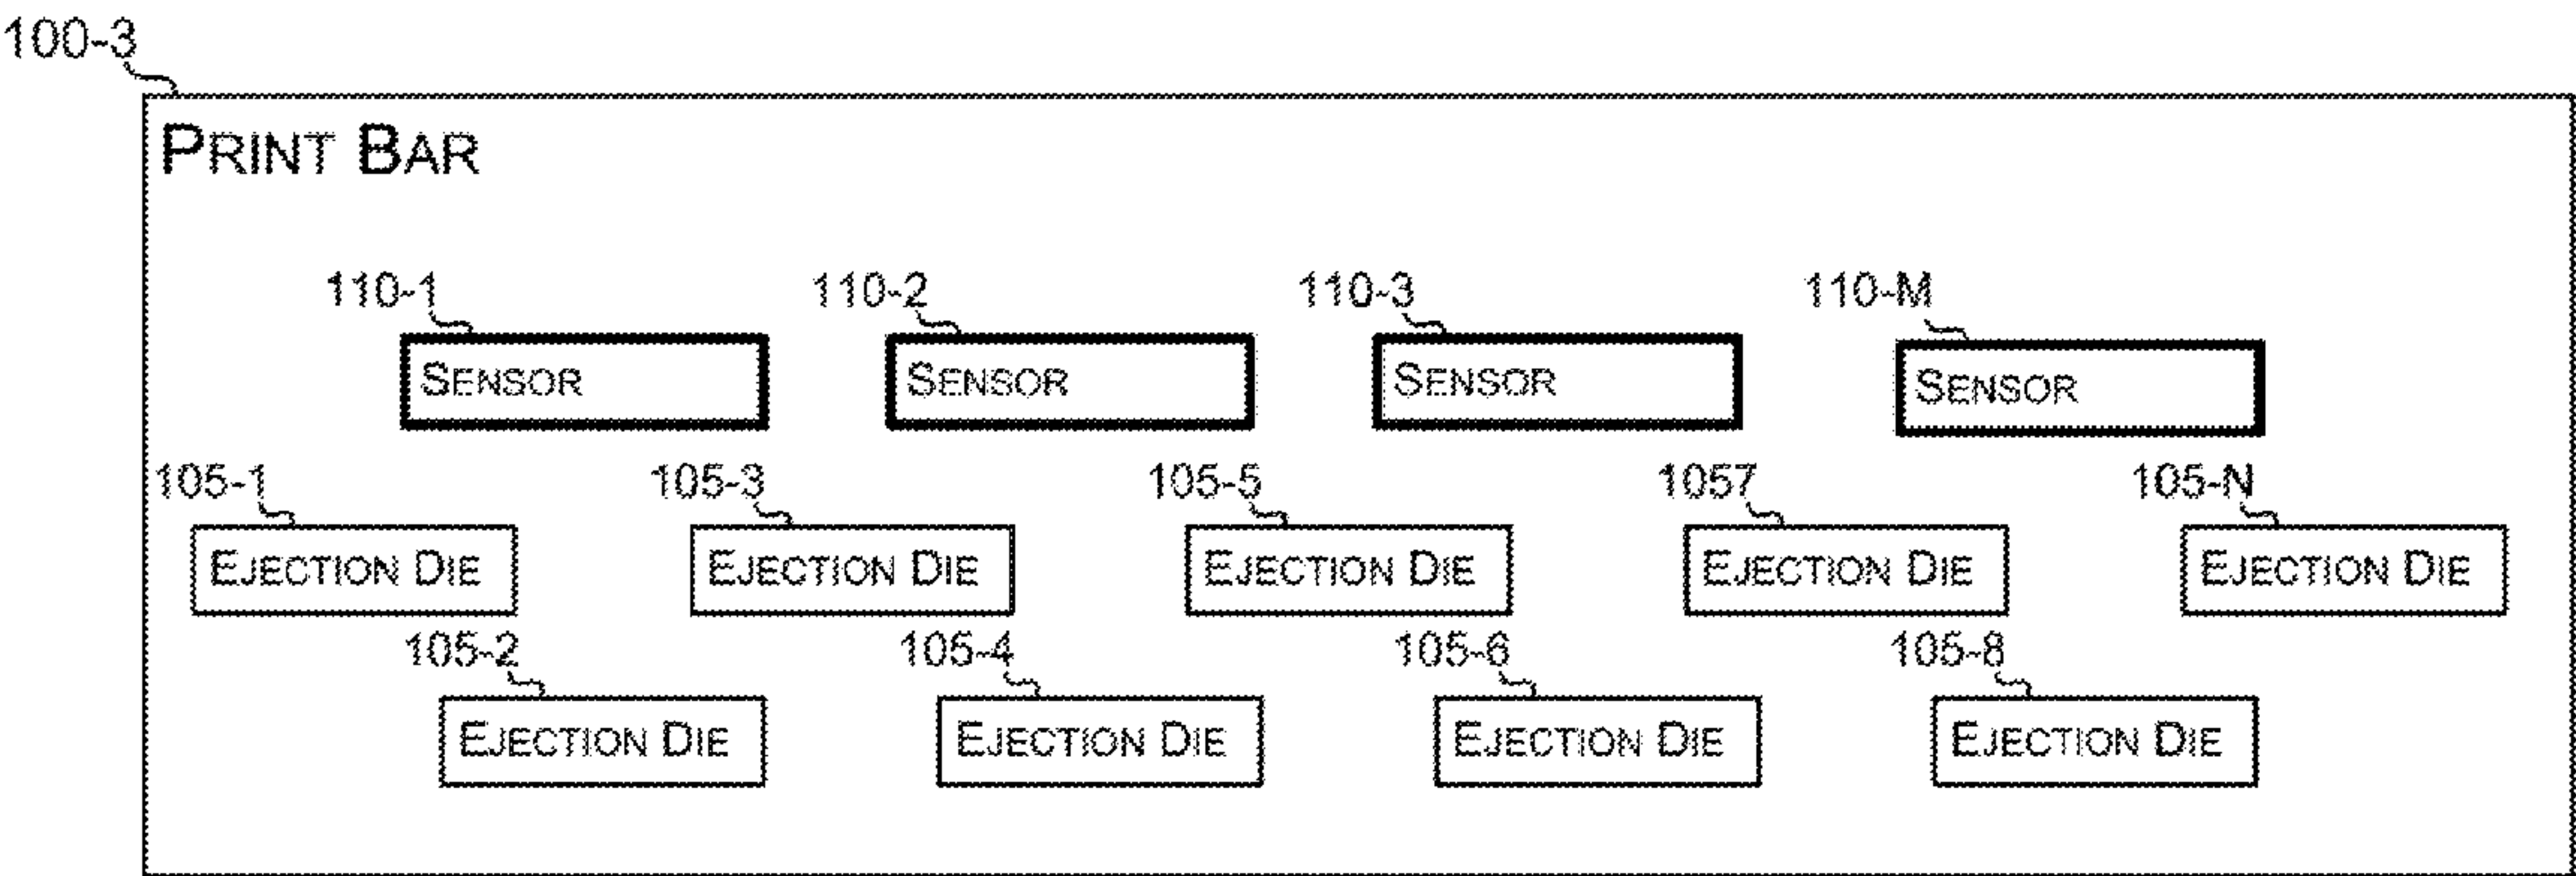 100-3
PRINT BAR
110-1 110-2 110-3 110-M
SENSOR SENSOR SENSOR SENSOR
105-1 105-3 105-5 1057 105-N
EJECTION DIE EJECTION DIE EJECTION DIE EJECTION DIE EJECTION DIE
105-2 105-4 105-6 105-8
EJECTION DIE EJECTION DIE EJECTION DIE EJECTION DIE